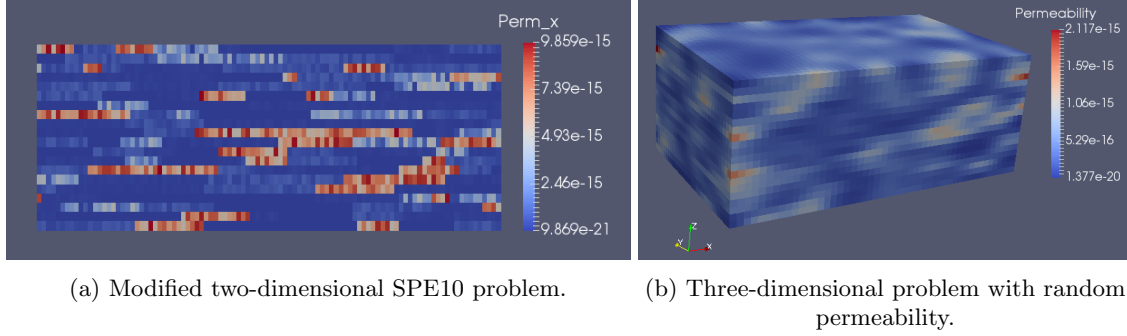 Perm_x
9.859e-15
7.39e-15
4.93e-15
2.46e-15
9.869e-21
Permeability
2.117e-15
1.59e-15
1.06e-15
5.29e-16
1.377e-20
Z
Y
X
(a) Modified two-dimensional SPE10 problem.
(b) Three-dimensional problem with random
permeability.